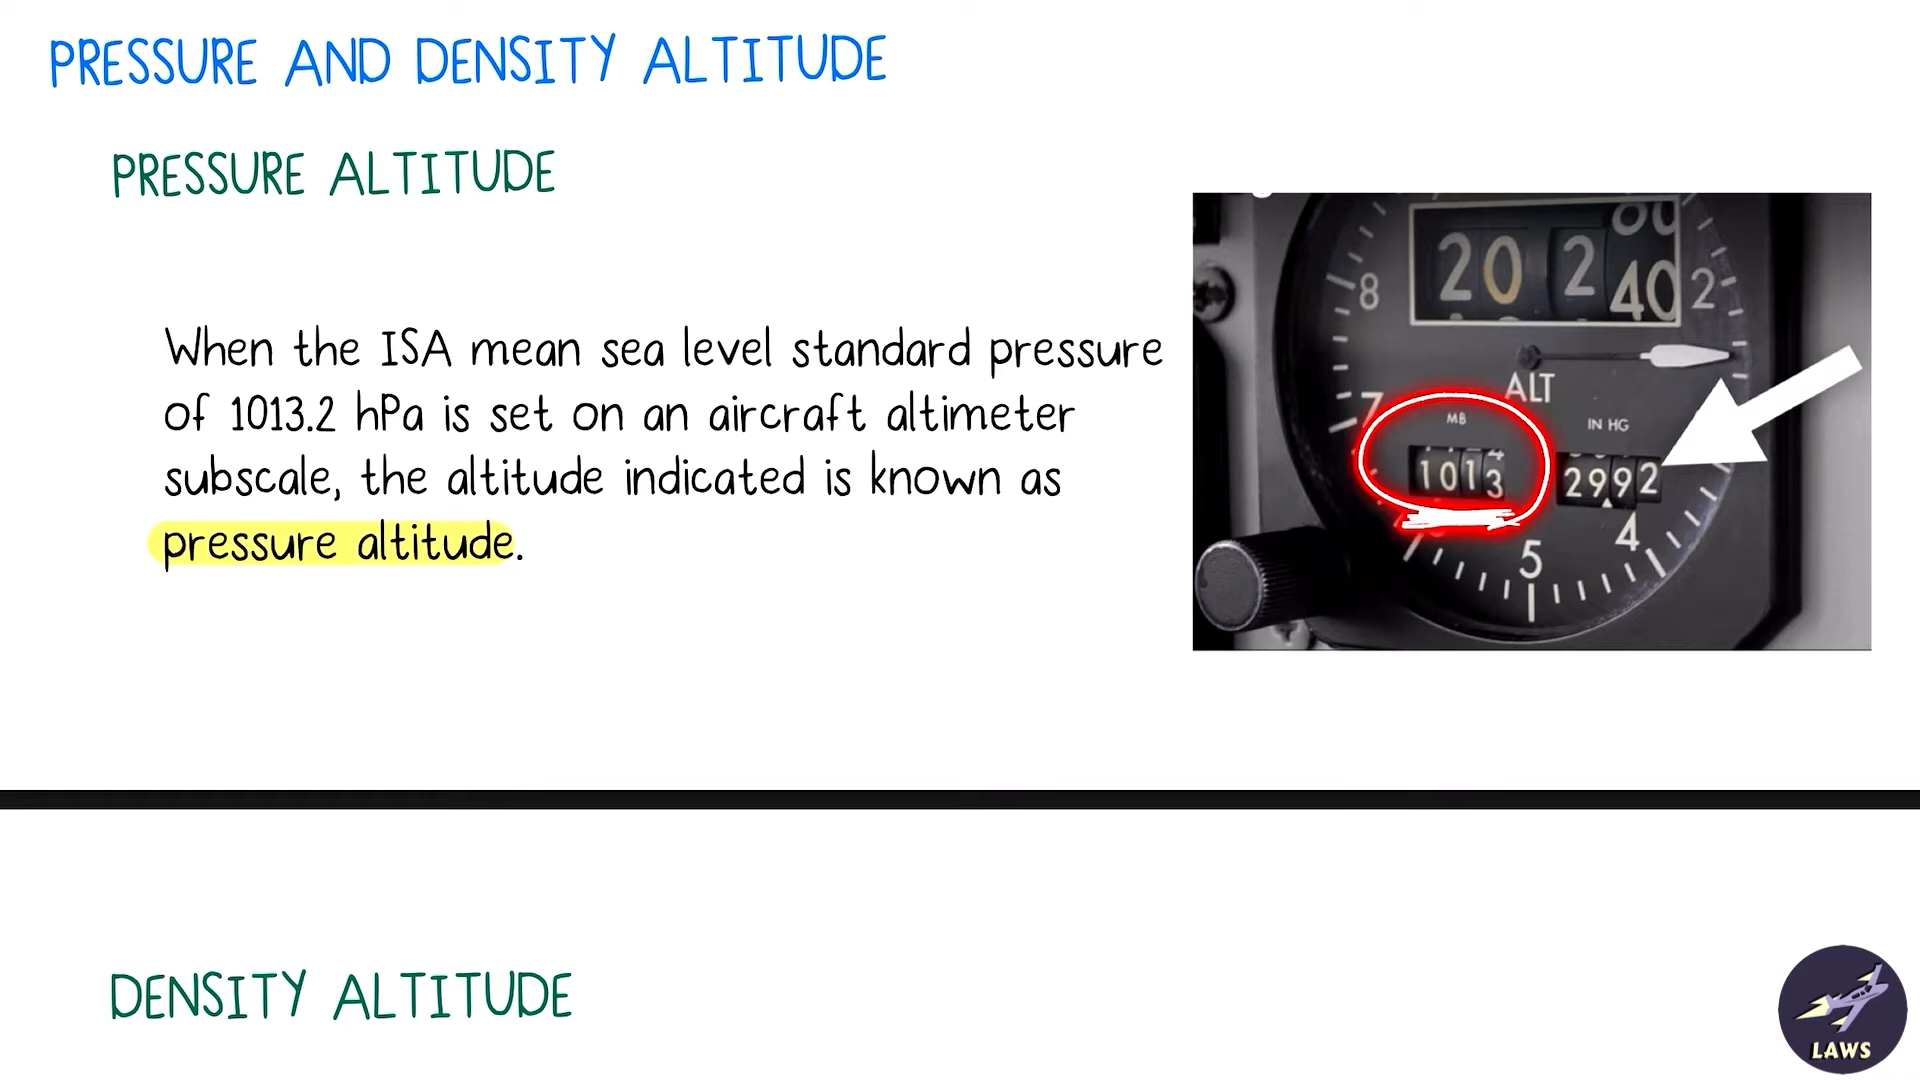 PRESSURE AND DENSITY ALTITUDE
PRESSURE ALTITUDE
When the ISA mean sea level standard pressure
of 1013.2 hPa is set on an aircraft altimeter
subscale, the altitude indicated is known as
pressure altitude.
80
20 2 40
8
2
ALT
7
MB
IN HG
1013
2992
4
5
DENSITY ALTITUDE
LAWS